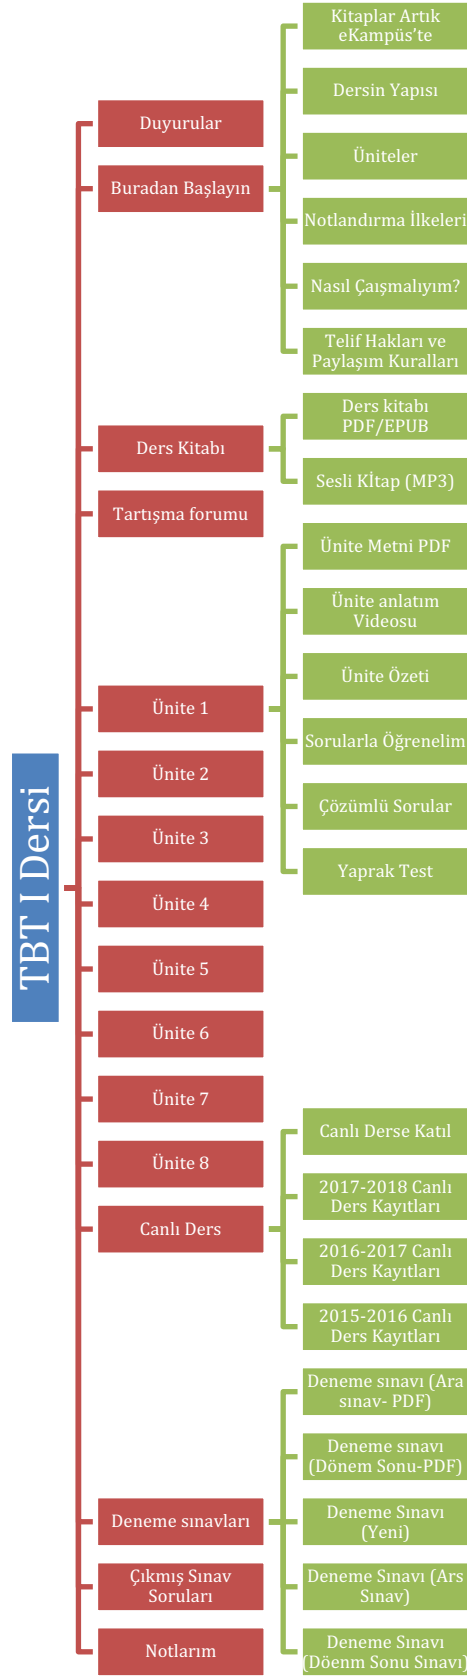 TBT I Dersi
Duyurular
Buradan Başlayın
Kitaplar Artık
eKampüs'te
Dersin Yapısı
Üniteler
Notlandırma İlkeleri
Nasıl Çaışmalıyım?
Telif Hakları ve
Paylaşım Kuralları
Ders Kitabı
Ders kitabı
PDF/EPUB
Sesli Kİtap (MP3)
Tartışma forumu
Ünite 1
Ünite Metni PDF
Ünite anlatım
Videosu
Ünite Özeti
Sorularla Öğrenelim
Çözümlü Sorular
Yaprak Test
Ünite 2
Ünite 3
Ünite 4
Ünite 5
Ünite 6
Ünite 7
Ünite 8
Canlı Ders
Canlı Derse Katıl
2017-2018 Canlı
Ders Kayıtları
2016-2017 Canlı
Ders Kayıtları
2015-2016 Canlı
Ders Kayıtları
Deneme sınavları
Deneme sınavı (Ara
sınav- PDF)
Deneme sınavı
(Dönem Sonu-PDF)
Deneme Sınavı
(Yeni)
Deneme Sınavı (Ars
Sınav)
Deneme Sınavı
(Döenm Sonu Sınavı)
Çıkmış Sınav
Soruları
Notlarım